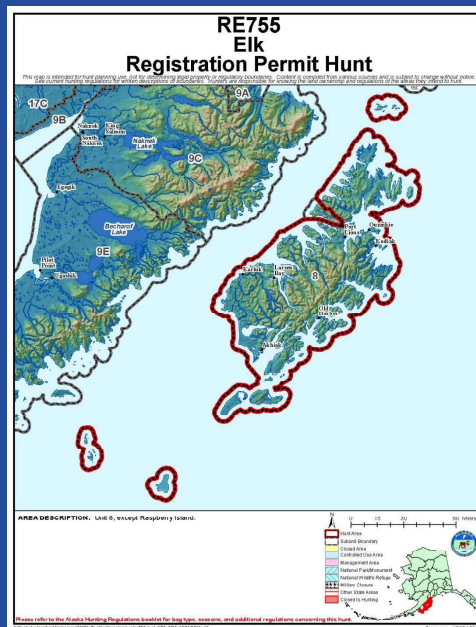 RE755
Elk
Registration Permit Hunt
This map is intended for hunt planning use, not for determining legal property or regulatory boundaries. Content is compiled from various sources and is subject to change without notice.
See current hunting regulations for written descriptions of boundaries. Hunters are responsible for knowing the land ownership and regulations of the areas they intend to hunt.
17C
9A
9B
Naknek
King
Salmon
South
Naknek
Naknek
Lake
9C
Egegik
Becharof
Lake
9E
Pilot
Point
Ugashik
Port
Lions
Ouzinkie
Kodiak
Karluk
Larsen
Bay
8
Old
Harbor
Akhiok
AREA DESCRIPTION. Unit 8, except Raspberry Island.
N
0 15 30 60 Miles
Hunt Area
Subunit Boundary
Closed Area
Controlled Use Area
Management Area
National Park/Monument
National Wildlife Refuge
Military Closure
Other State Areas
Closed to Hunting
Please refer to the Alaska Hunting Regulations booklet for bag type, seasons, and additional regulations concerning this hunt.